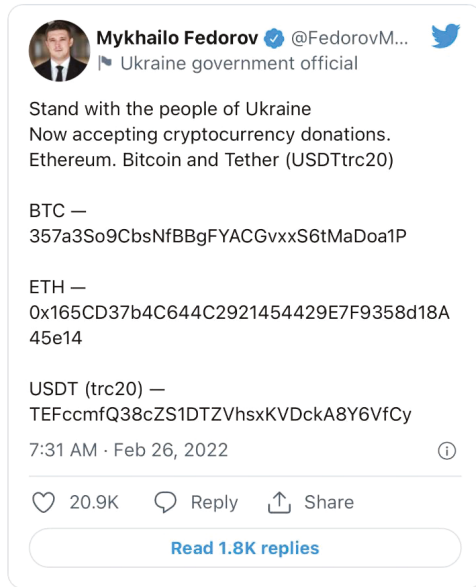 Mykhailo Fedorov @FedorovM...
Ukraine government official
Stand with the people of Ukraine
Now accepting cryptocurrency donations.
Ethereum. Bitcoin and Tether (USDTtrc20)
BTC —
357a3So9CbsNfBBgFYACGvxxS6tMaDoa1P
ETH —
0x165CD37b4C644C2921454429E7F9358d18A
45e14
USDT (trc20) —
TEFccmfQ38cZS1DTZVhsxKVDckA8Y6VfCy
7:31 AM · Feb 26, 2022
20.9K Reply Share
Read 1.8K replies